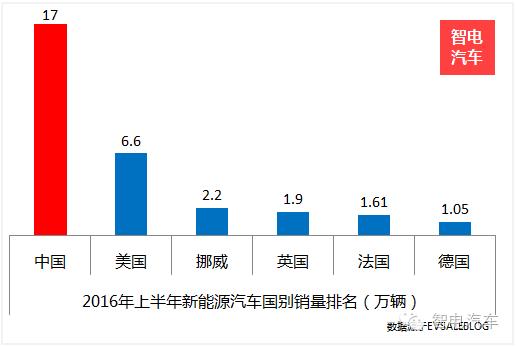 17
智电
汽车
6.6
2.2
1.9
1.61
1.05
中国
美国
挪威
英国
法国
德国
2016年上半年新能源汽车国别销量排名（万辆）
智电汽车
EVSALEBLOG